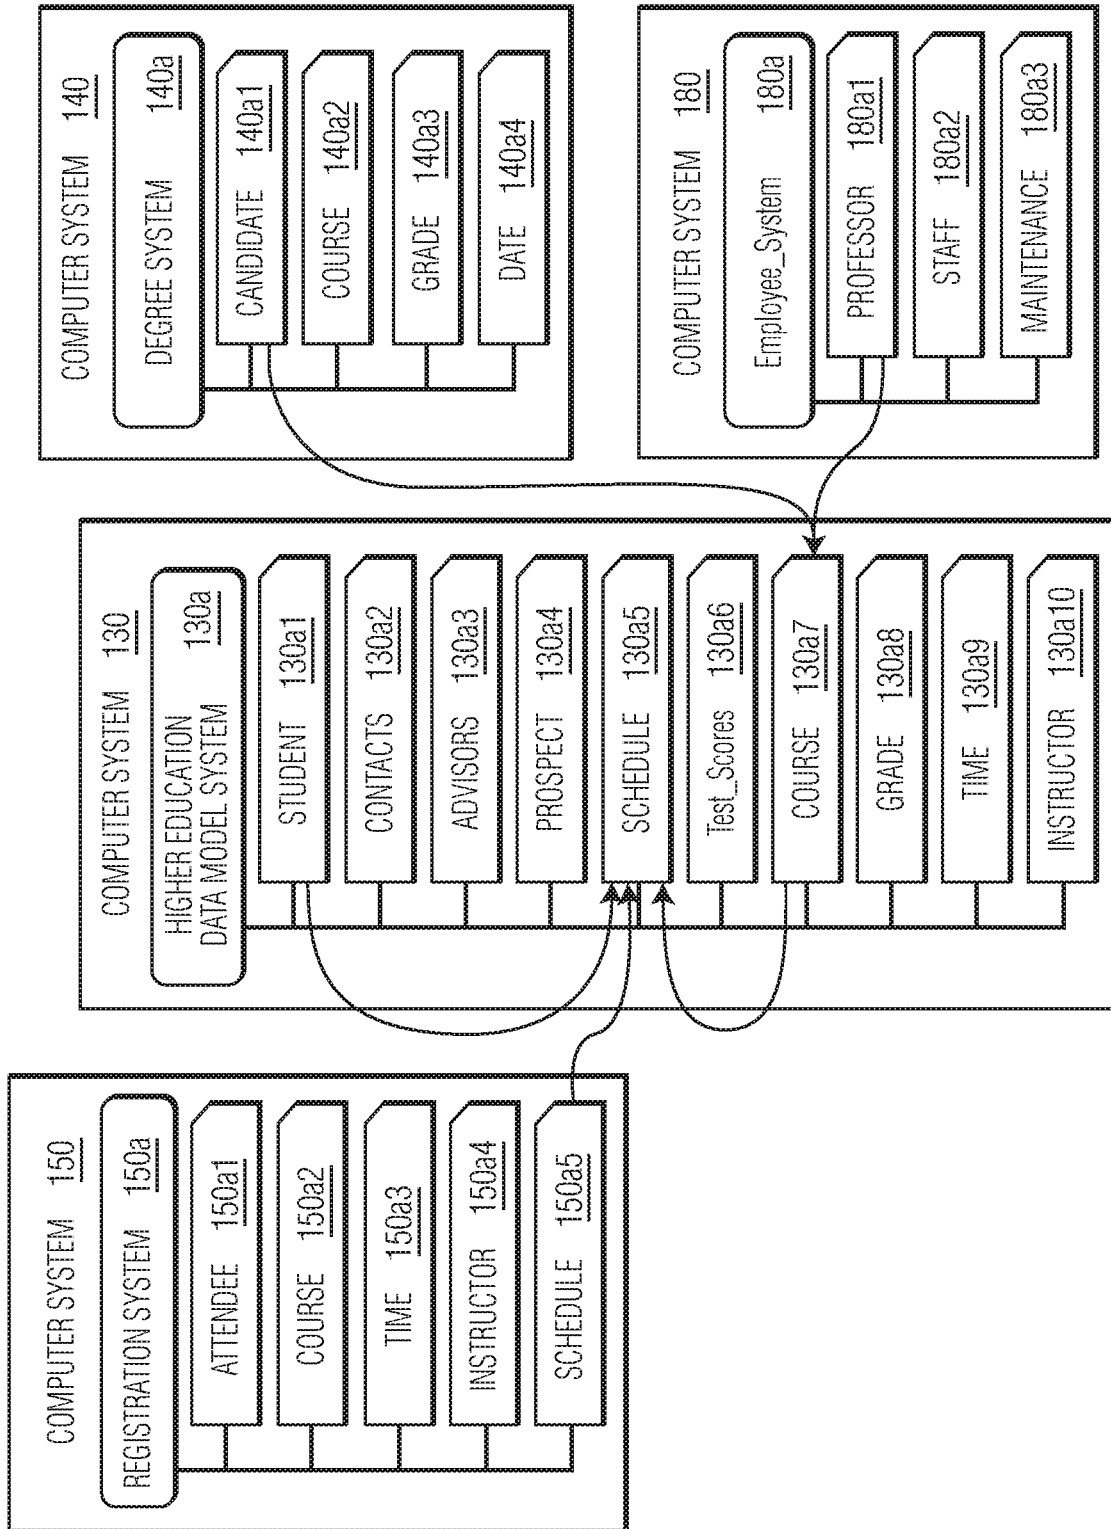 COMPUTER SYSTEM 150
REGISTRATION SYSTEM 150a
ATTENDEE 150a1
COURSE 150a2
TIME 150a3
INSTRUCTOR 150a4
SCHEDULE 150a5
COMPUTER SYSTEM 130
HIGHER EDUCATION
DATA MODEL SYSTEM 130a
STUDENT 130a1
CONTACTS 130a2
ADVISORS 130a3
PROSPECT 130a4
SCHEDULE 130a5
Test_Scores 130a6
COURSE 130a7
GRADE 130a8
TIME 130a9
INSTRUCTOR 130a10
COMPUTER SYSTEM 140
DEGREE SYSTEM 140a
CANDIDATE 140a1
COURSE 140a2
GRADE 140a3
DATE 140a4
COMPUTER SYSTEM 180
Employee_System 180a
PROFESSOR 180a1
STAFF 180a2
MAINTENANCE 180a3